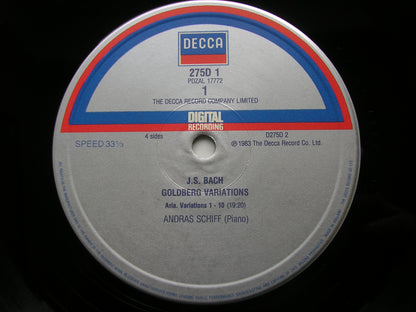 DECCA
275D 1
PDZAL 17772
1
THE DECCA RECORD COMPANY LIMITED
DIGITAL
RECORDING
4 sides
D275D 2
SPEED 33⅓
℗ 1983 The Decca Record Co. Ltd.
J.S. BACH
GOLDBERG VARIATIONS
Aria. Variations 1 - 10 (19:20)
ANDRAS SCHIFF (Piano)